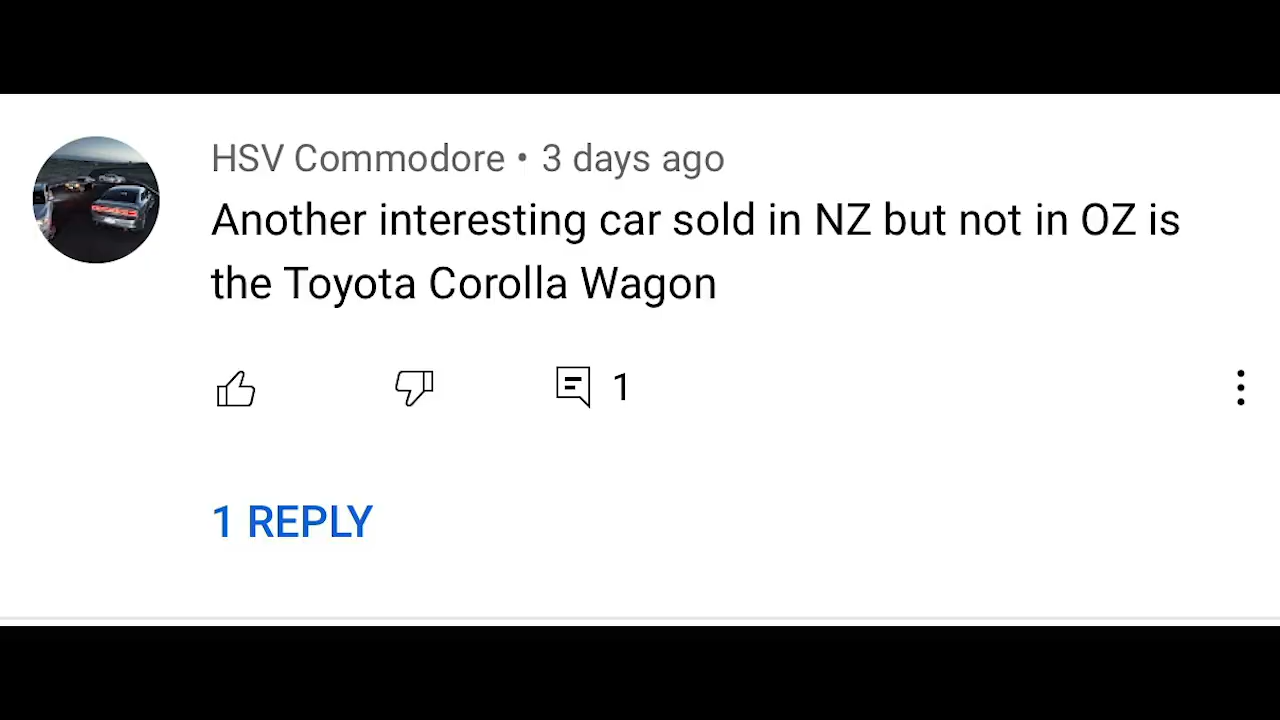 HSV Commodore • 3 days ago
Another interesting car sold in NZ but not in OZ is
the Toyota Corolla Wagon
1
1 REPLY